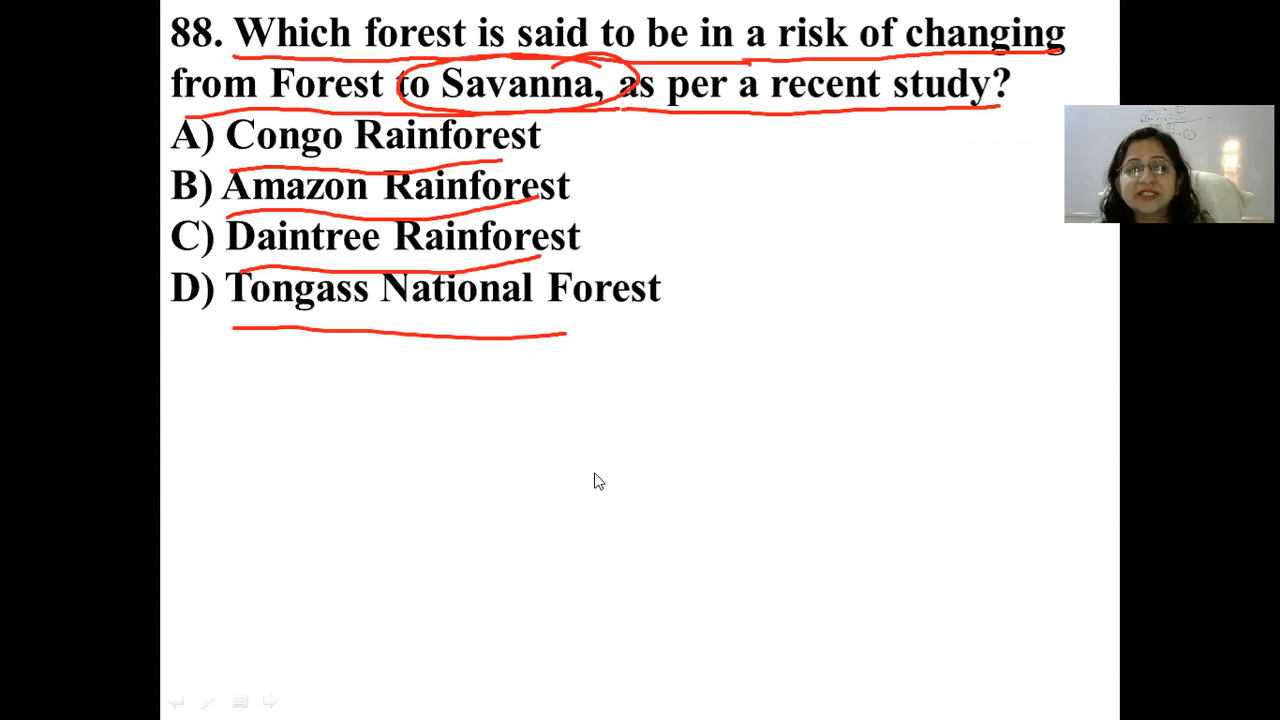 88. Which forest is said to be in a risk of changing
from Forest to Savanna, as per a recent study?
A) Congo Rainforest
B) Amazon Rainforest
C) Daintree Rainforest
D) Tongass National Forest